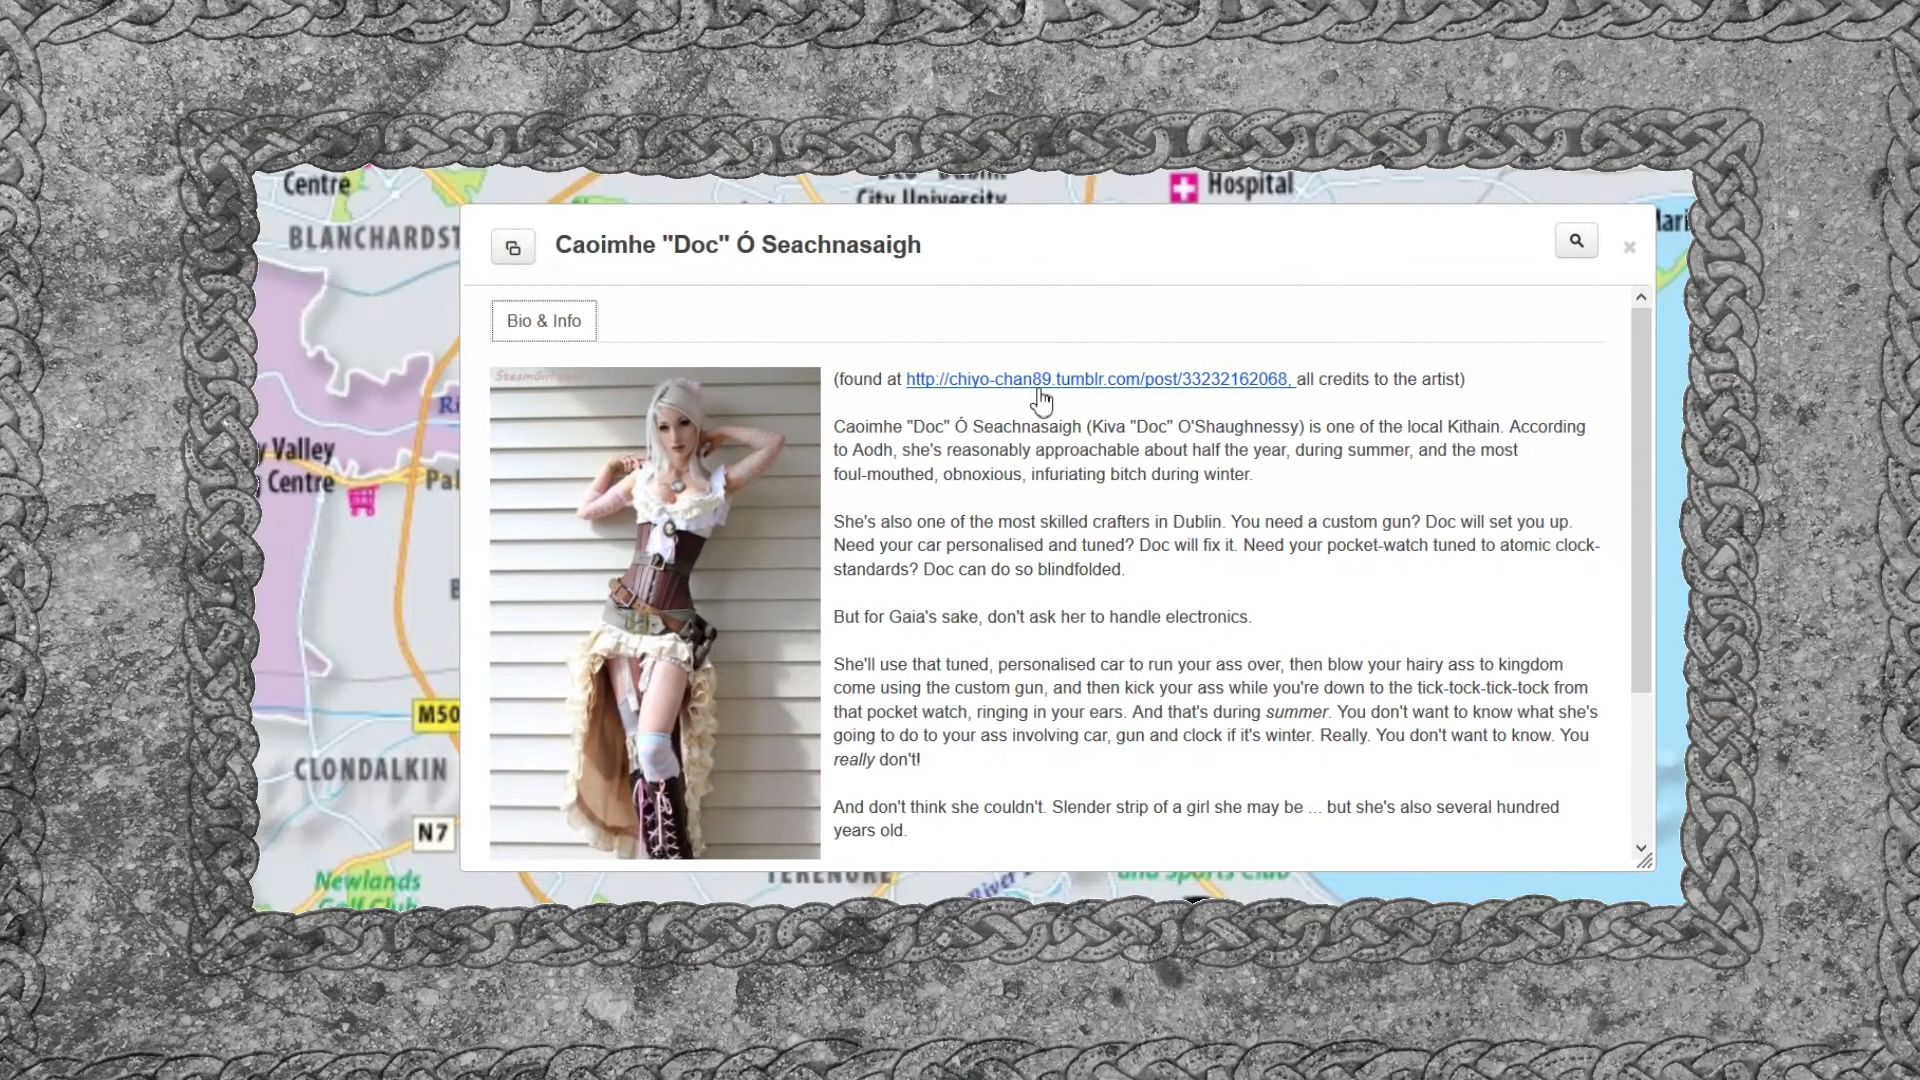 Centre
City University
Hospital
BLANCHARDST
Caoimhe "Doc" Ó Seachnasaigh
Bio & Info
(found at http://chiyo-chan89.tumblr.com/post/33232162068, all credits to the artist)
Caoimhe "Doc" Ó Seachnasaigh (Kiva "Doc" O'Shaughnessy) is one of the local Kithain. According
to Aodh, she's reasonably approachable about half the year, during summer, and the most
foul-mouthed, obnoxious, infuriating bitch during winter.
She's also one of the most skilled crafters in Dublin. You need a custom gun? Doc will set you up.
Need your car personalised and tuned? Doc will fix it. Need your pocket-watch tuned to atomic clock-
standards? Doc can do so blindfolded.
But for Gaia's sake, don't ask her to handle electronics.
She'll use that tuned, personalised car to run your ass over, then blow your hairy ass to kingdom
come using the custom gun, and then kick your ass while you're down to the tick-tock-tick-tock from
that pocket watch, ringing in your ears. And that's during summer. You don't want to know what she's
going to do to your ass involving car, gun and clock if it's winter. Really. You don't want to know. You
really don't!
And don't think she couldn't. Slender strip of a girl she may be ... but she's also several hundred
years old.
Ri
y Valley
Centre
Pal
M50
CLONDALKIN
N7
Newlands
Golf Club
TERENURE
and Sports Club